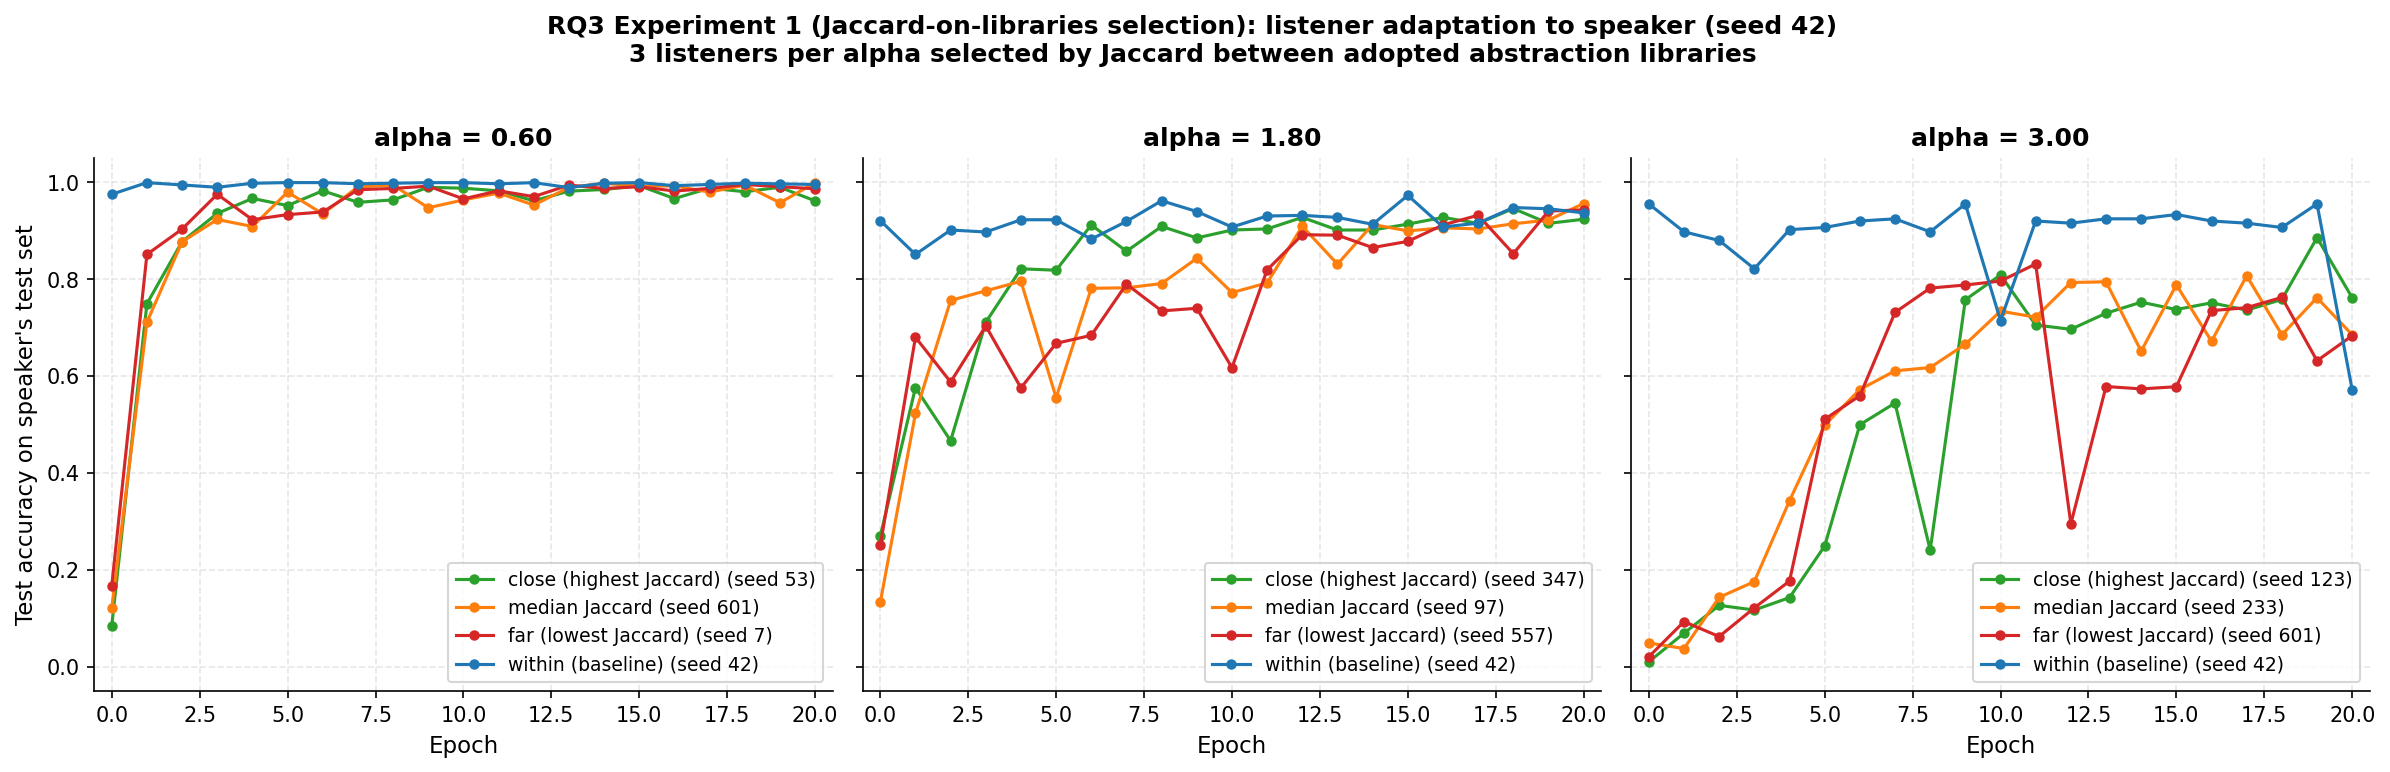 RQ3 Experiment 1 (Jaccard-on-libraries selection): listener adaptation to speaker (seed 42)
3 listeners per alpha selected by Jaccard between adopted abstraction libraries
alpha = 0.60
alpha = 1.80
alpha = 3.00
Test accuracy on speaker's test set
1.0
0.8
0.6
0.4
0.2
0.0
close (highest Jaccard) (seed 53)
median Jaccard (seed 601)
far (lowest Jaccard) (seed 7)
within (baseline) (seed 42)
close (highest Jaccard) (seed 347)
median Jaccard (seed 97)
far (lowest Jaccard) (seed 557)
within (baseline) (seed 42)
close (highest Jaccard) (seed 123)
median Jaccard (seed 233)
far (lowest Jaccard) (seed 601)
within (baseline) (seed 42)
0.0 2.5 5.0 7.5 10.0 12.5 15.0 17.5 20.0
0.0 2.5 5.0 7.5 10.0 12.5 15.0 17.5 20.0
0.0 2.5 5.0 7.5 10.0 12.5 15.0 17.5 20.0
Epoch
Epoch
Epoch